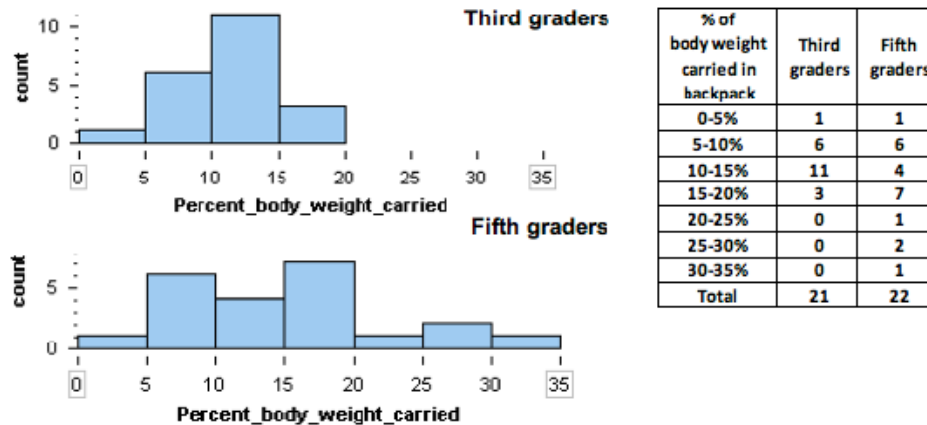 Third graders
10
5
0
count
0 5 10 15 20 25 30 35
Percent_body_weight_carried
Fifth graders
5
0
count
0 5 10 15 20 25 30 35
Percent_body_weight_carried
% of body weight carried in backpack Third graders Fifth graders
0-5% 1 1
5-10% 6 6
10-15% 11 4
15-20% 3 7
20-25% 0 1
25-30% 0 2
30-35% 0 1
Total 21 22